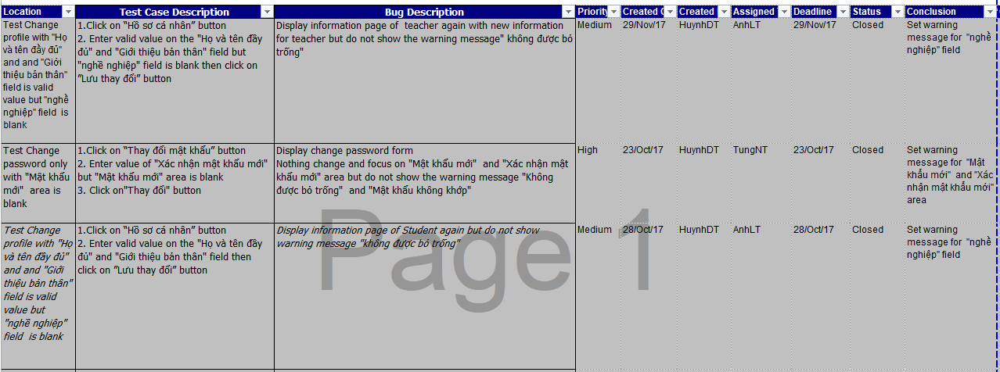 Location Test Case Description Bug Description Priority Created Created Assigned Deadline Status Conclusion
Test Change
profile with "Họ
và tên đầy đủ"
and and "Giới
thiệu bản thân"
field is valid
value but "nghề
nghiệp" field  is
blank
1.Click on “Hồ sơ cá nhân” button
2. Enter valid value on the "Họ và tên đầy
đủ" and "Giới thiệu bản thân" field but
"nghề nghiệp" field is blank then click on
”Lưu thay đổi” button
Display information page of  teacher again with new information
for teacher but do not show the warning message" không được bỏ
trống"
Medium 29/Nov/17 HuynhDT AnhLT 29/Nov/17 Closed
Set warning
message for  "nghề
nghiệp" field
Test Change
password only
with "Mật khẩu
mới"  area is
blank
1.Click on “Thay đổi mật khẩu” button
2. Enter value of "Xác nhận mật khẩu mới"
but "Mật khẩu mới" area is blank
3. Click on"Thay đổi" button
Display change password form
Nothing change and focus on "Mật khẩu mới"  and "Xác nhận mật
khẩu mới" area but do not show the warning message "Không
được bỏ trống"  and "Mật khẩu không khớp"
High 23/Oct/17 HuynhDT TungNT 23/Oct/17 Closed
Set warning
message for  "Mật
khẩu mới"  and "Xác
nhận mật khẩu mới"
area
Test Change
profile with "Họ
và tên đầy đủ"
and and "Giới
thiệu bản thân"
field is valid
value but
"nghề nghiệp"
field  is blank
1.Click on “Hồ sơ cá nhân” button
2. Enter valid value on the "Họ và tên đầy
đủ" and "Giới thiệu bản thân" field then
click on ”Lưu thay đổi” button
Display information page of Student again but do not show
warning message "không được bỏ trống"
Medium 28/Oct/17 HuynhDT AnhLT 28/Oct/17 Closed
Set warning
message for  "nghề
nghiệp" field
Page 1